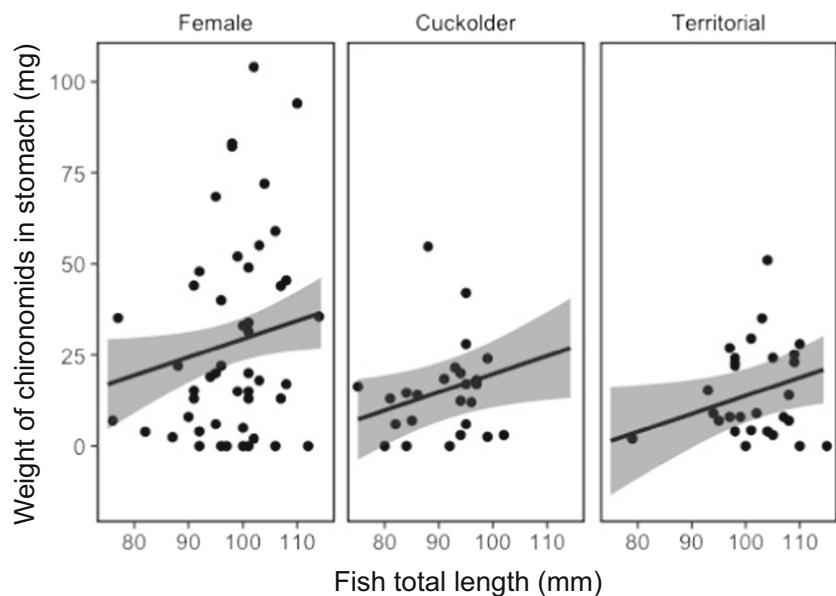 Female Cuckolder Territorial
Weight of chironomids in stomach (mg)
100
75
50
25
0
80 90 100 110 80 90 100 110 80 90 100 110
Fish total length (mm)